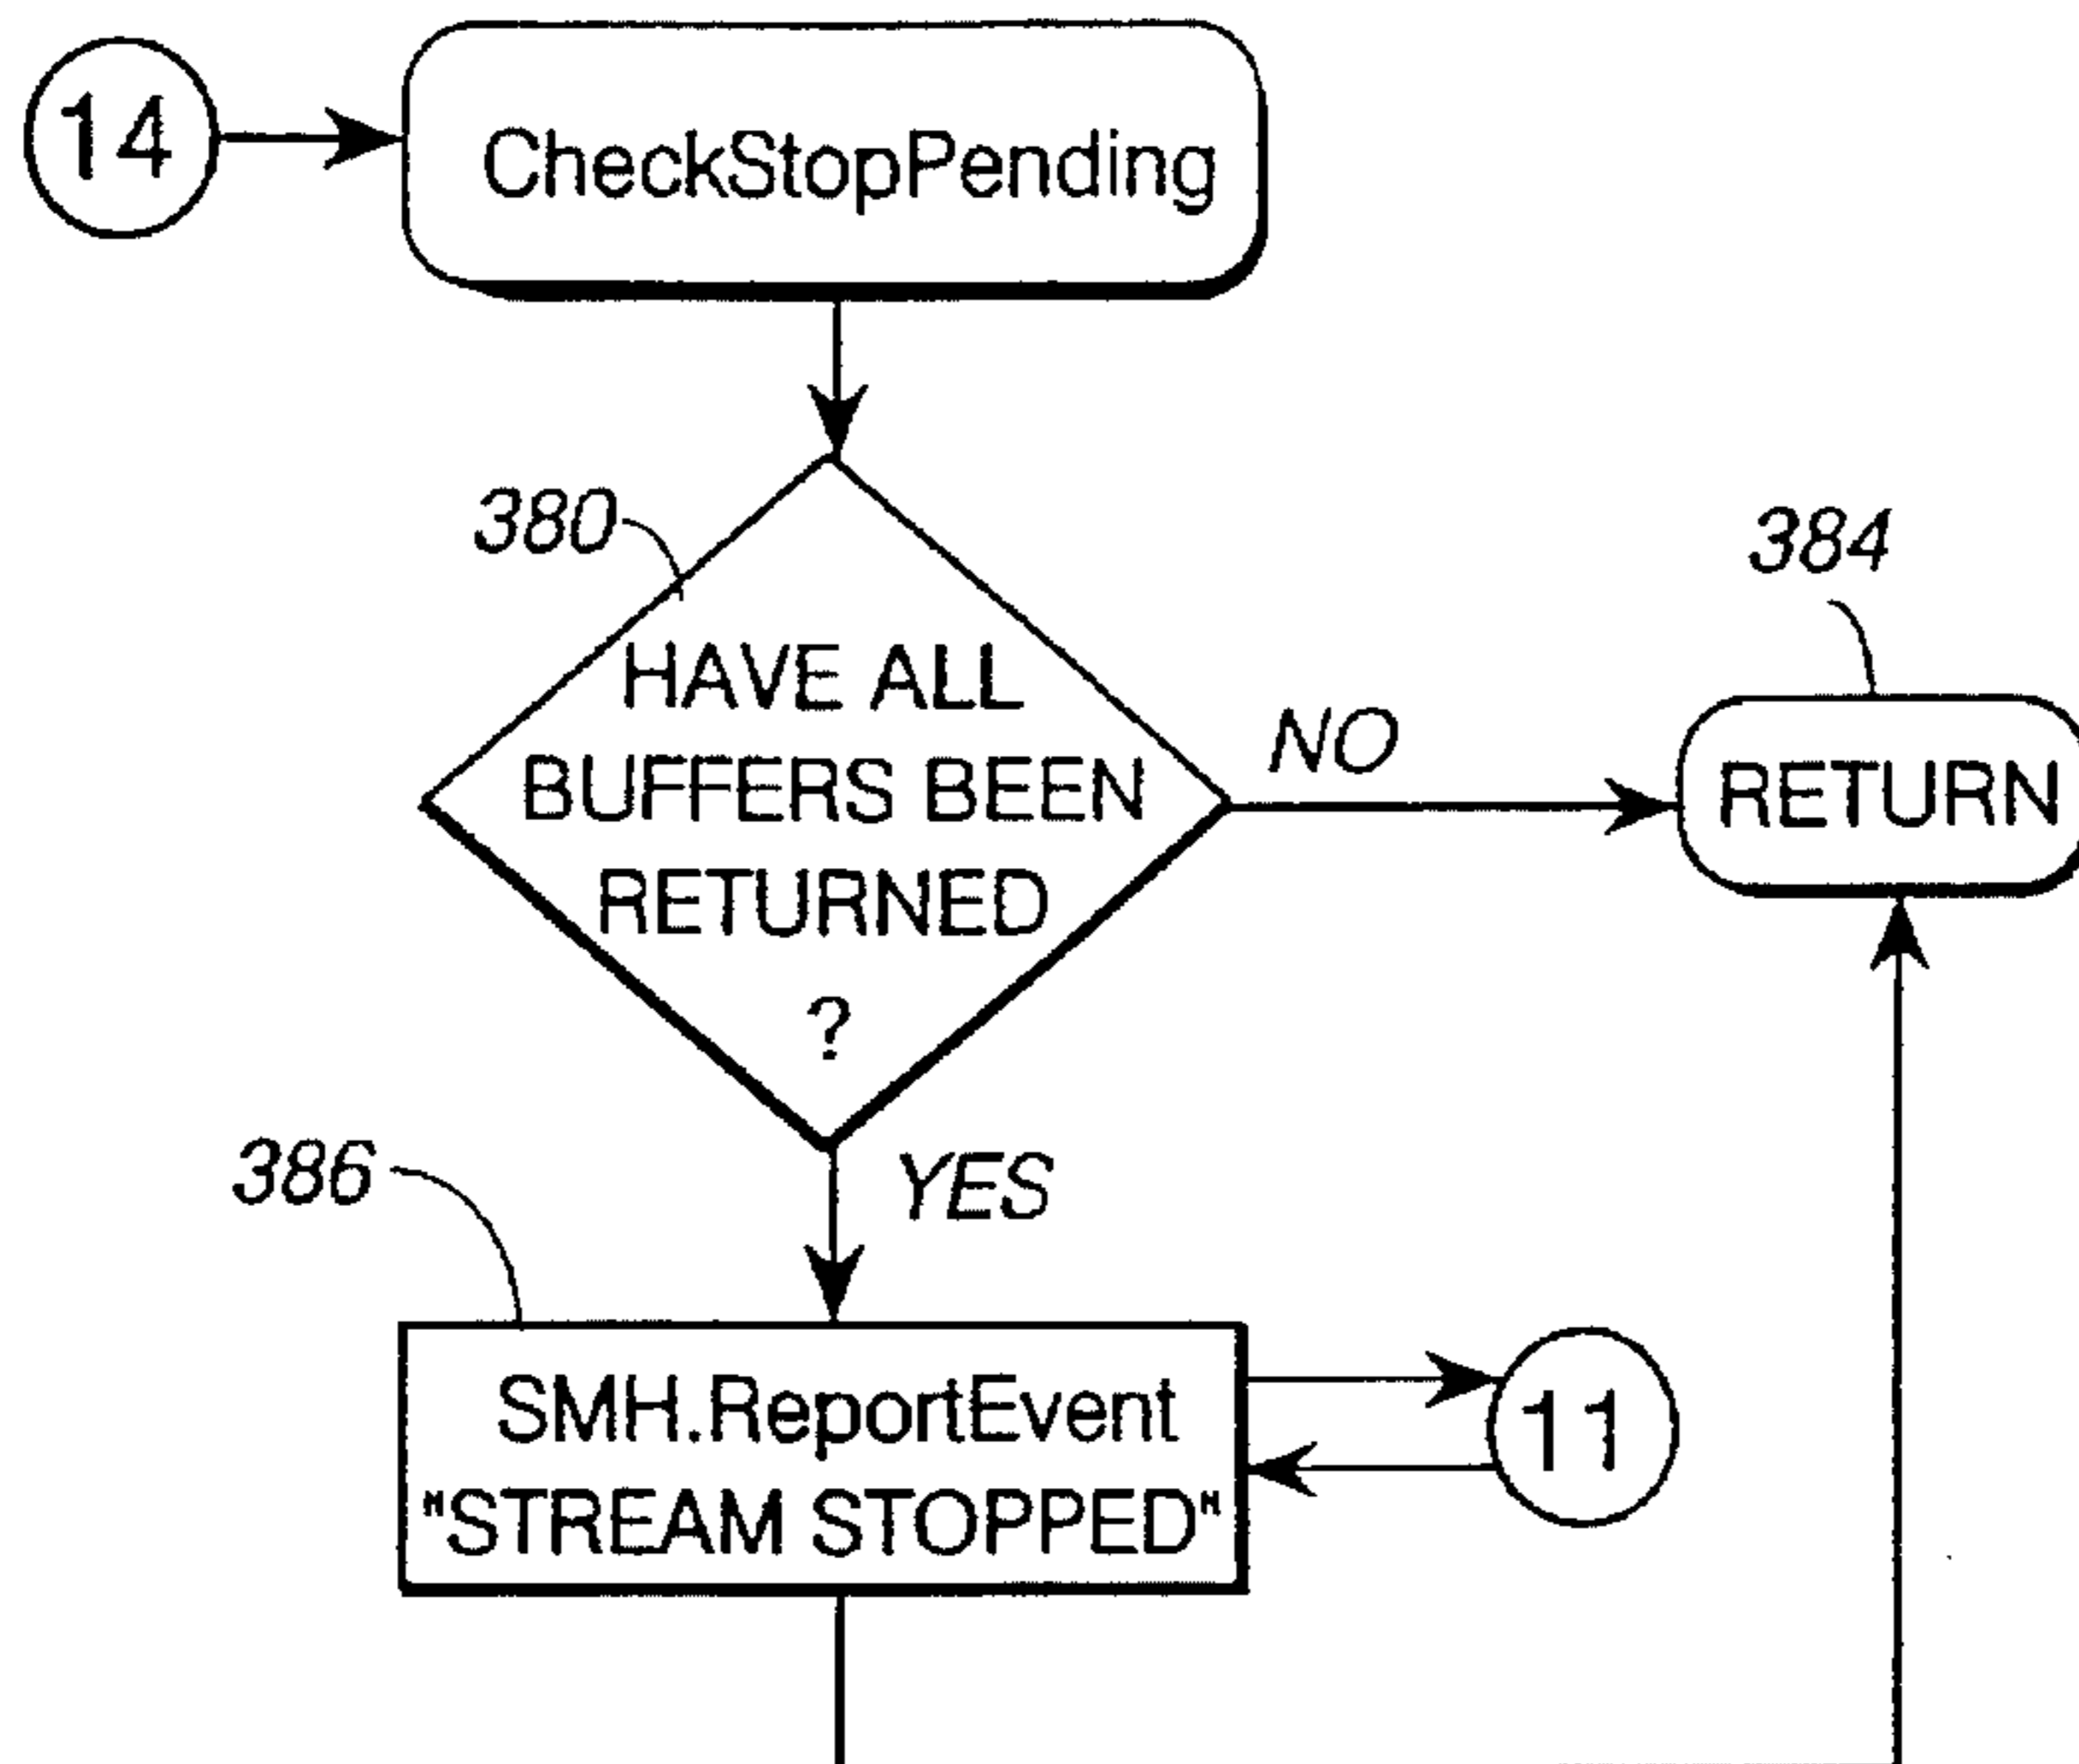 14
CheckStopPending
380
384
HAVE ALL
BUFFERS BEEN
RETURNED
?
NO
RETURN
386
YES
SMH.ReportEvent
"STREAM STOPPED"
11